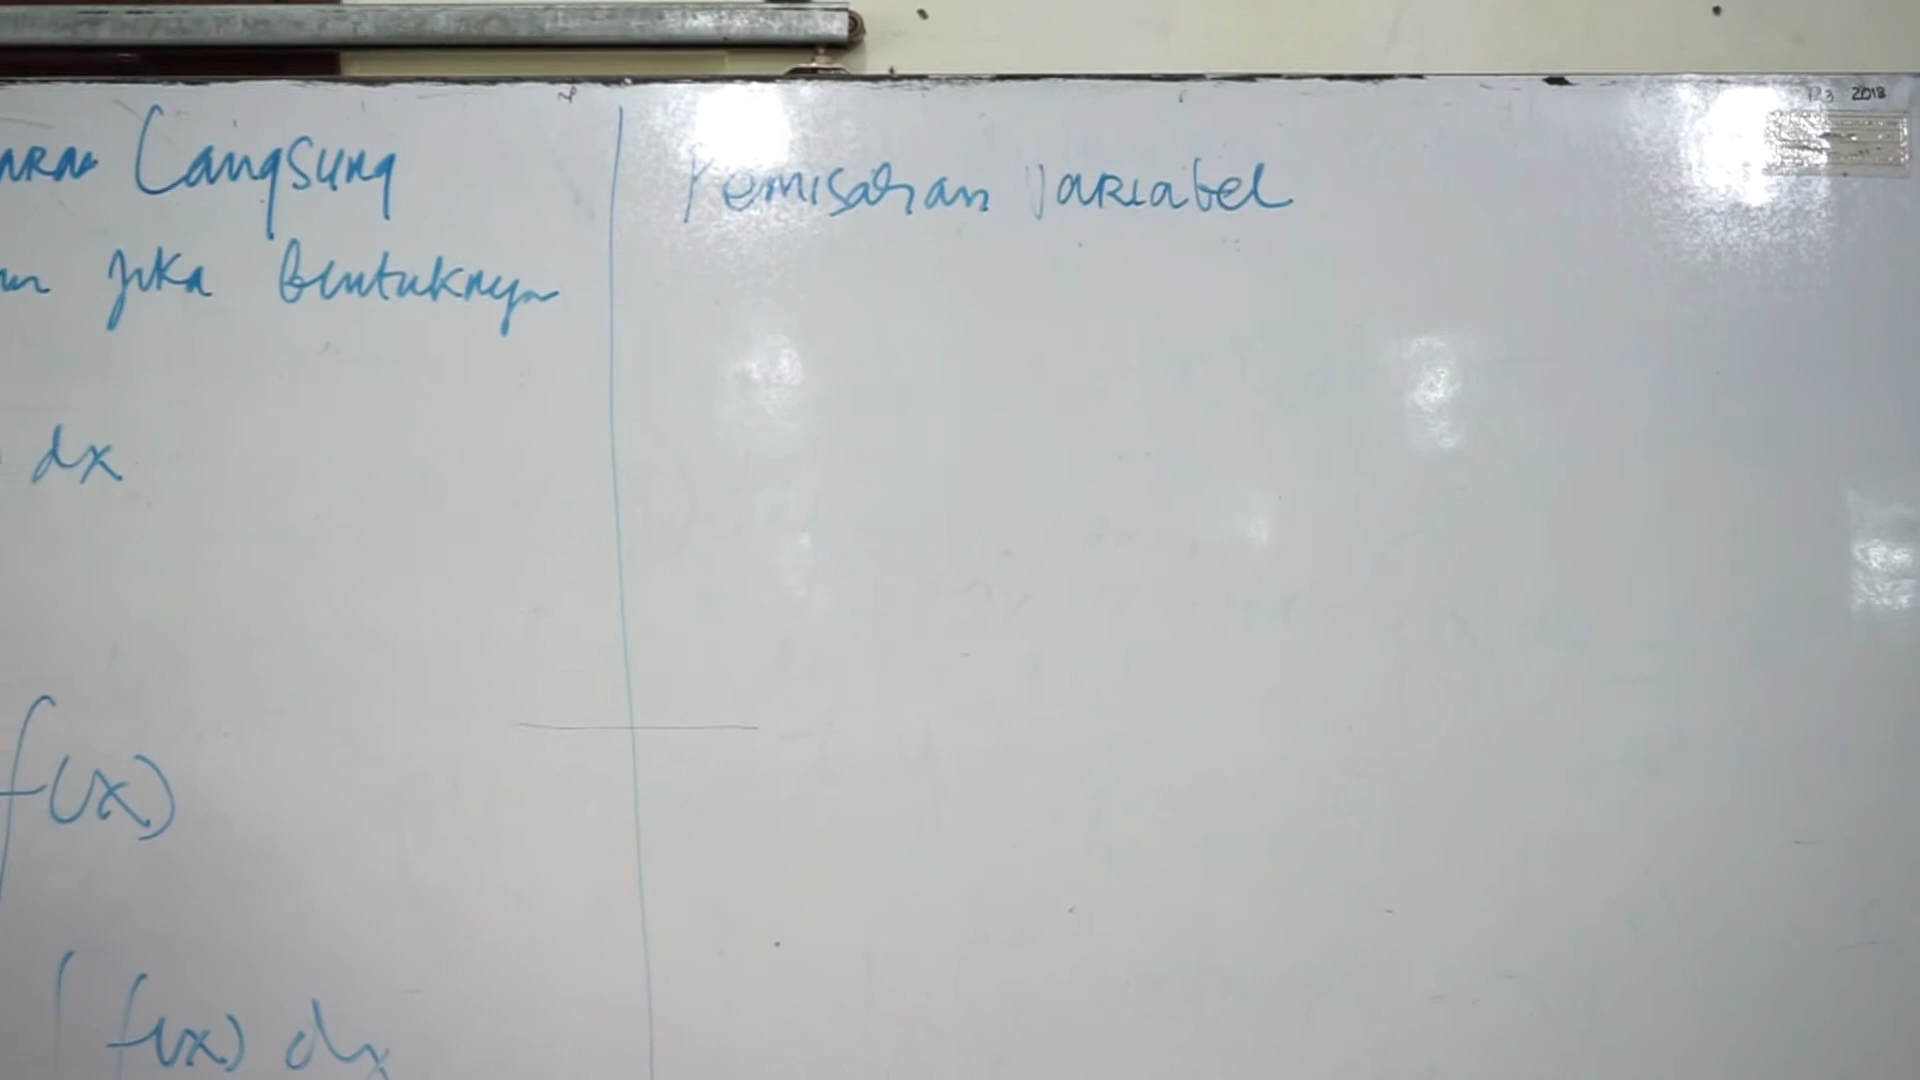 Langsung
jika bentuknya
dx
f(x)
∫ f(x) dx
Pemisahan Variabel
2018